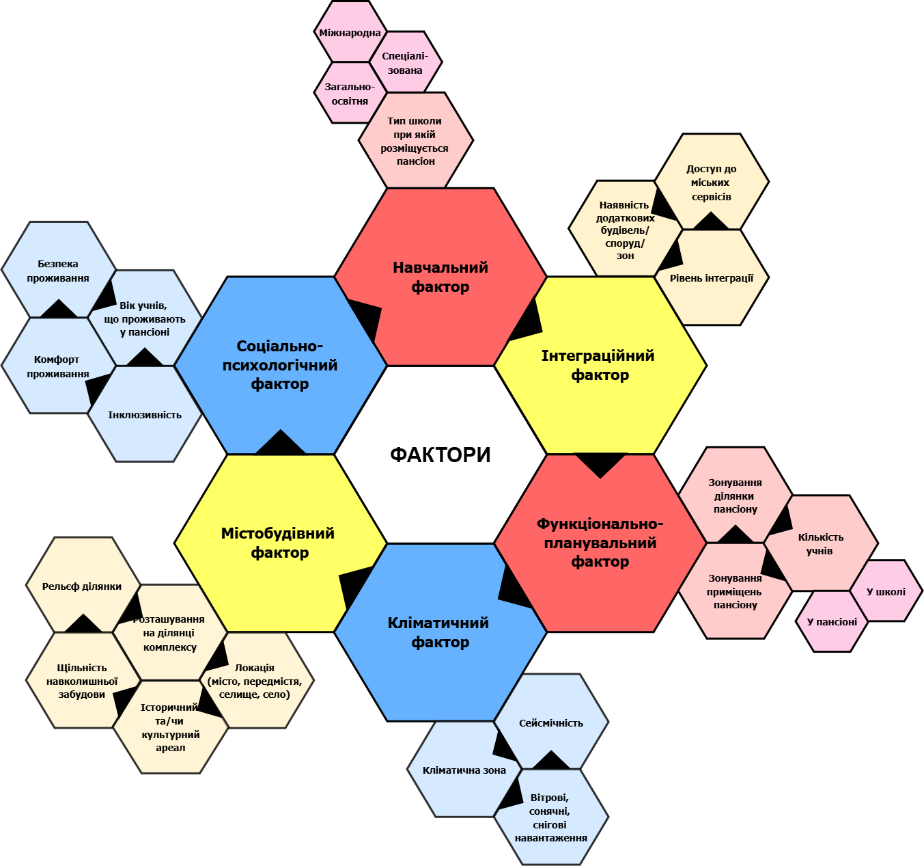 Міжнародна
Спеціалі-
зована
Загально-
освітня
Тип школи
при якій
розміщується
пансіон
Доступ до
міських
сервісів
Наявність
додаткових
будівель/
споруд/
зон
Рівень інтеграції
Навчальний
фактор
Безпека
проживання
Вік учнів,
що проживають
у пансіоні
Комфорт
проживання
Інклюзивність
Соціально-
психологічний
фактор
Інтеграційний
фактор
ФАКТОРИ
Містобудівний
фактор
Функціонально-
планувальний
фактор
Зонування
ділянки
пансіону
Кількість
учнів
Зонування
приміщень
пансіону
У школі
У пансіоні
Кліматичний
фактор
Рельєф ділянки
Розташування
на ділянці
комплексу
Щільність
навколишньої
забудови
Локація
(місто, передмістя,
селище, село)
Історичний
та/чи
культурний
ареал
Сейсмічність
Кліматична зона
Вітрові,
сонячні,
снігові
навантаження